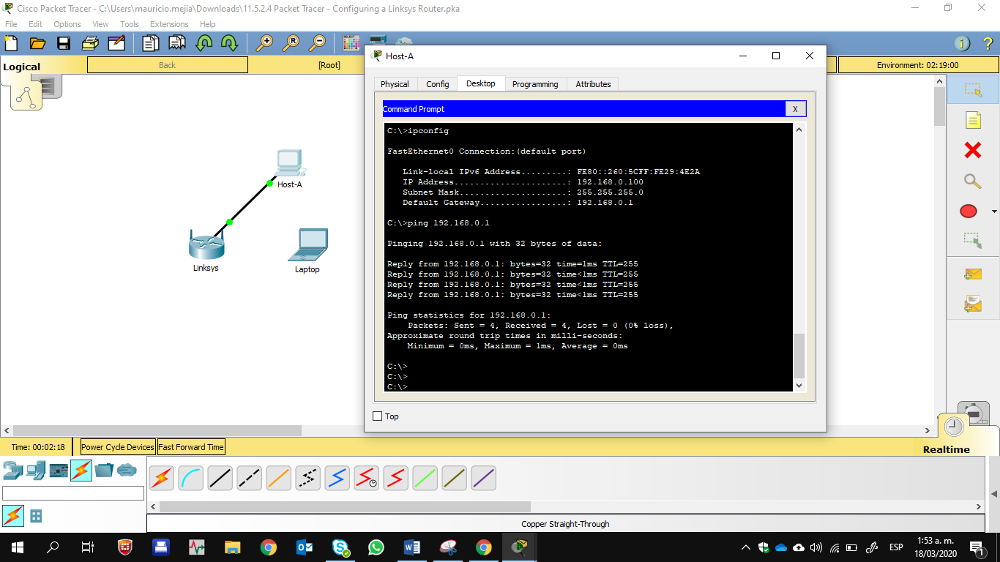 Cisco Packet Tracer - C:\Users\mauricio.mejia\Downloads\11.5.2.4 Packet Tracer - Configuring a Linksys Router.pka
File Edit Options View Tools Extensions Help
Logical
Back
[Root]
Environment: 02:19:00
Host-A
Linksys
Laptop
Host-A
Physical Config Desktop Programming Attributes
Command Prompt
X
C:\>ipconfig
FastEthernet0 Connection:(default port)
Link-local IPv6 Address.........: FE80::260:5CFF:FE29:4E2A
IP Address......................: 192.168.0.100
Subnet Mask.....................: 255.255.255.0
Default Gateway.................: 192.168.0.1
C:\>ping 192.168.0.1
Pinging 192.168.0.1 with 32 bytes of data:
Reply from 192.168.0.1: bytes=32 time=1ms TTL=255
Reply from 192.168.0.1: bytes=32 time<1ms TTL=255
Reply from 192.168.0.1: bytes=32 time<1ms TTL=255
Reply from 192.168.0.1: bytes=32 time<1ms TTL=255
Ping statistics for 192.168.0.1:
Packets: Sent = 4, Received = 4, Lost = 0 (0% loss),
Approximate round trip times in milli-seconds:
Minimum = 0ms, Maximum = 1ms, Average = 0ms
C:\>
C:\>
C:\>
Top
Time: 00:02:18
Power Cycle Devices
Fast Forward Time
Realtime
Copper Straight-Through
ESP
1:53 a. m.
18/03/2020
1